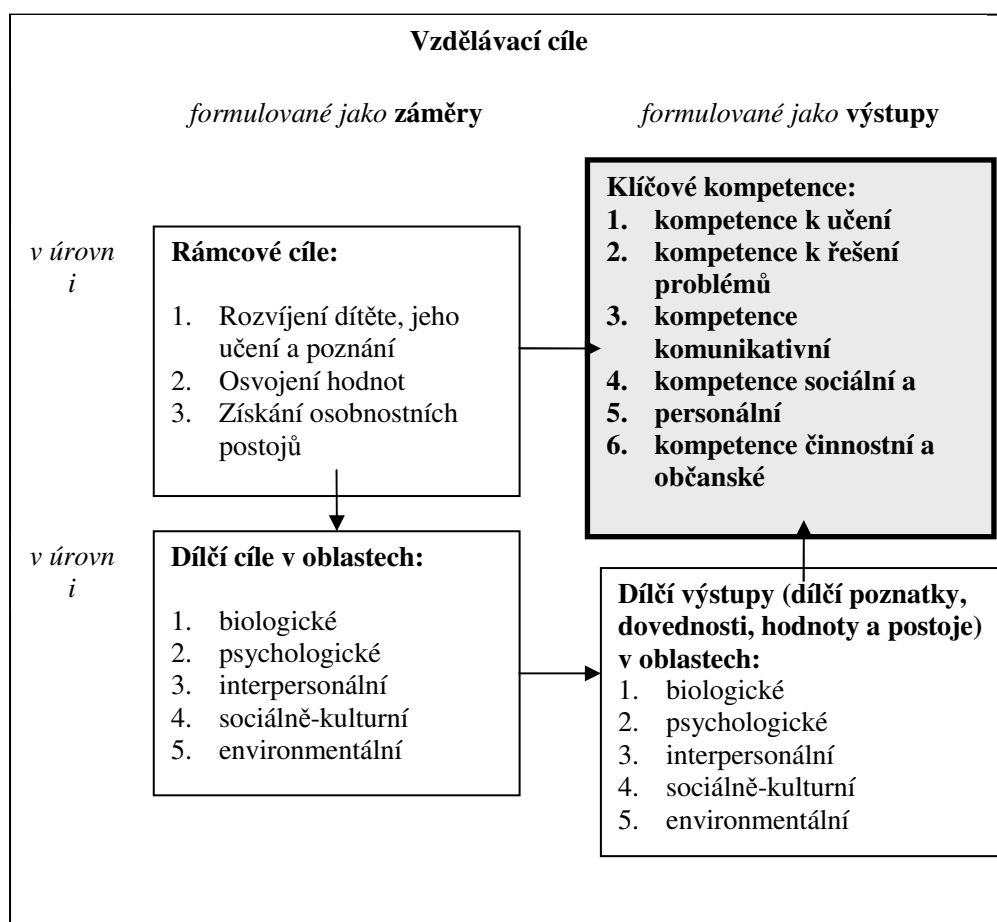 Vzdělávací cíle
formulované jako záměry
formulované jako výstupy
v úrovn
i
Rámcové cíle:
1. Rozvíjení dítěte, jeho
učení a poznání
2. Osvojení hodnot
3. Získání osobnostních
postojů
Klíčové kompetence:
1. kompetence k učení
2. kompetence k řešení
problémů
3. kompetence
komunikativní
4. kompetence sociální a
5. personální
6. kompetence činnostní a
občanské
v úrovn
i
Dílčí cíle v oblastech:
1. biologické
2. psychologické
3. interpersonální
4. sociálně-kulturní
5. environmentální
Dílčí výstupy (dílčí poznatky,
dovednosti, hodnoty a postoje)
v oblastech:
1. biologické
2. psychologické
3. interpersonální
4. sociálně-kulturní
5. environmentální